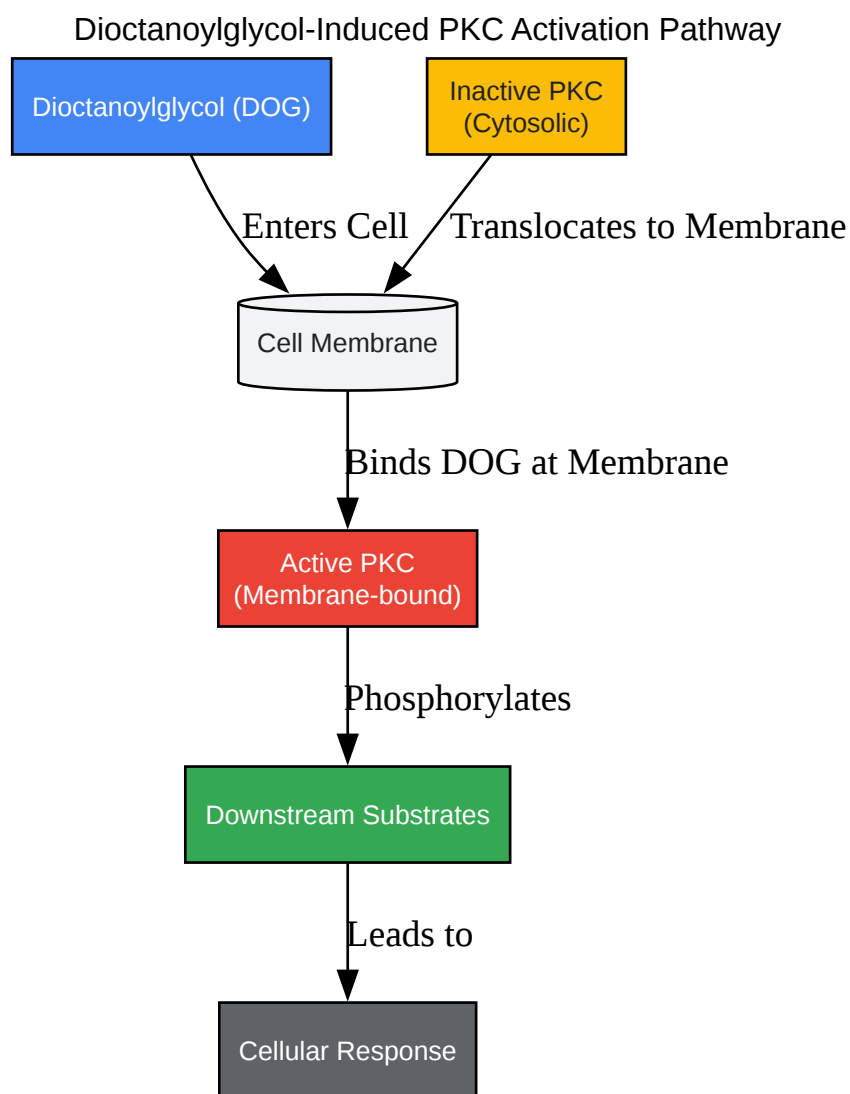 Dioctanoylglycol-Induced PKC Activation Pathway
Dioctanoylglycol (DOG)
Inactive PKC
(Cytosolic)
Enters Cell
Translocates to Membrane
Cell Membrane
Binds DOG at Membrane
Active PKC
(Membrane-bound)
Phosphorylates
Downstream Substrates
Leads to
Cellular Response